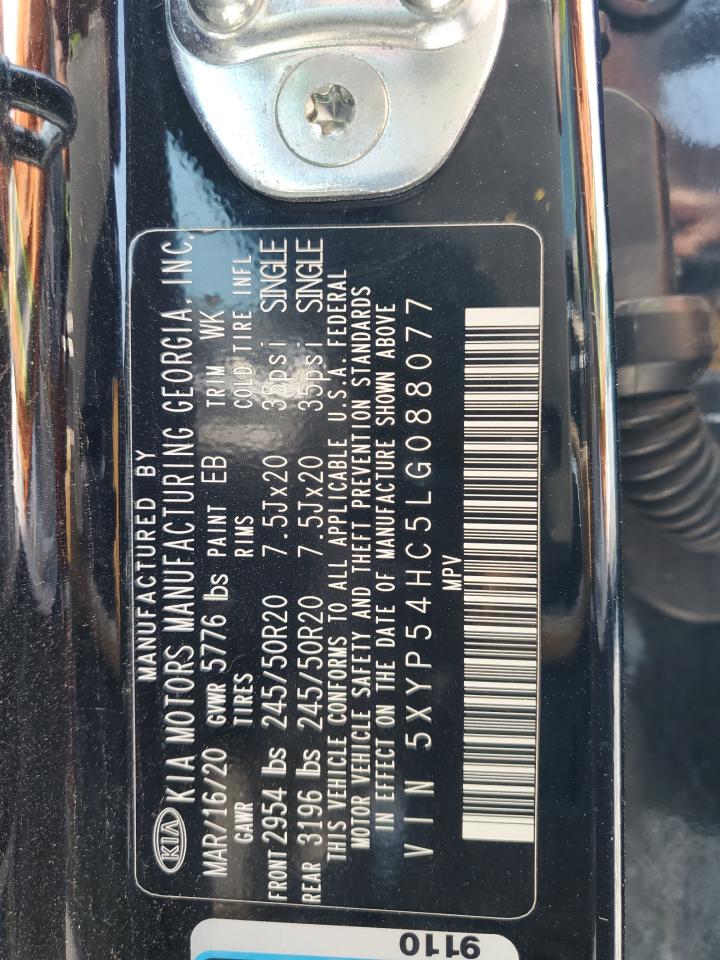 MANUFACTURED BY
KIA KIA MOTORS MANUFACTURING GEORGIA, INC.
MAR/16/20 GVWR 5776 lbs PAINT EB TRIM WK
GAWR TIRES RIMS COLD TIRE INFL
FRONT 2954 lbs 245/50R20 7.5Jx20 35psi SINGLE
REAR 3196 lbs 245/50R20 7.5Jx20 35psi SINGLE
THIS VEHICLE CONFORMS TO ALL APPLICABLE U.S.A. FEDERAL
MOTOR VEHICLE SAFETY AND THEFT PREVENTION STANDARDS
IN EFFECT ON THE DATE OF MANUFACTURE SHOWN ABOVE
VIN 5XYP54HC5LG088077
MPV
9110